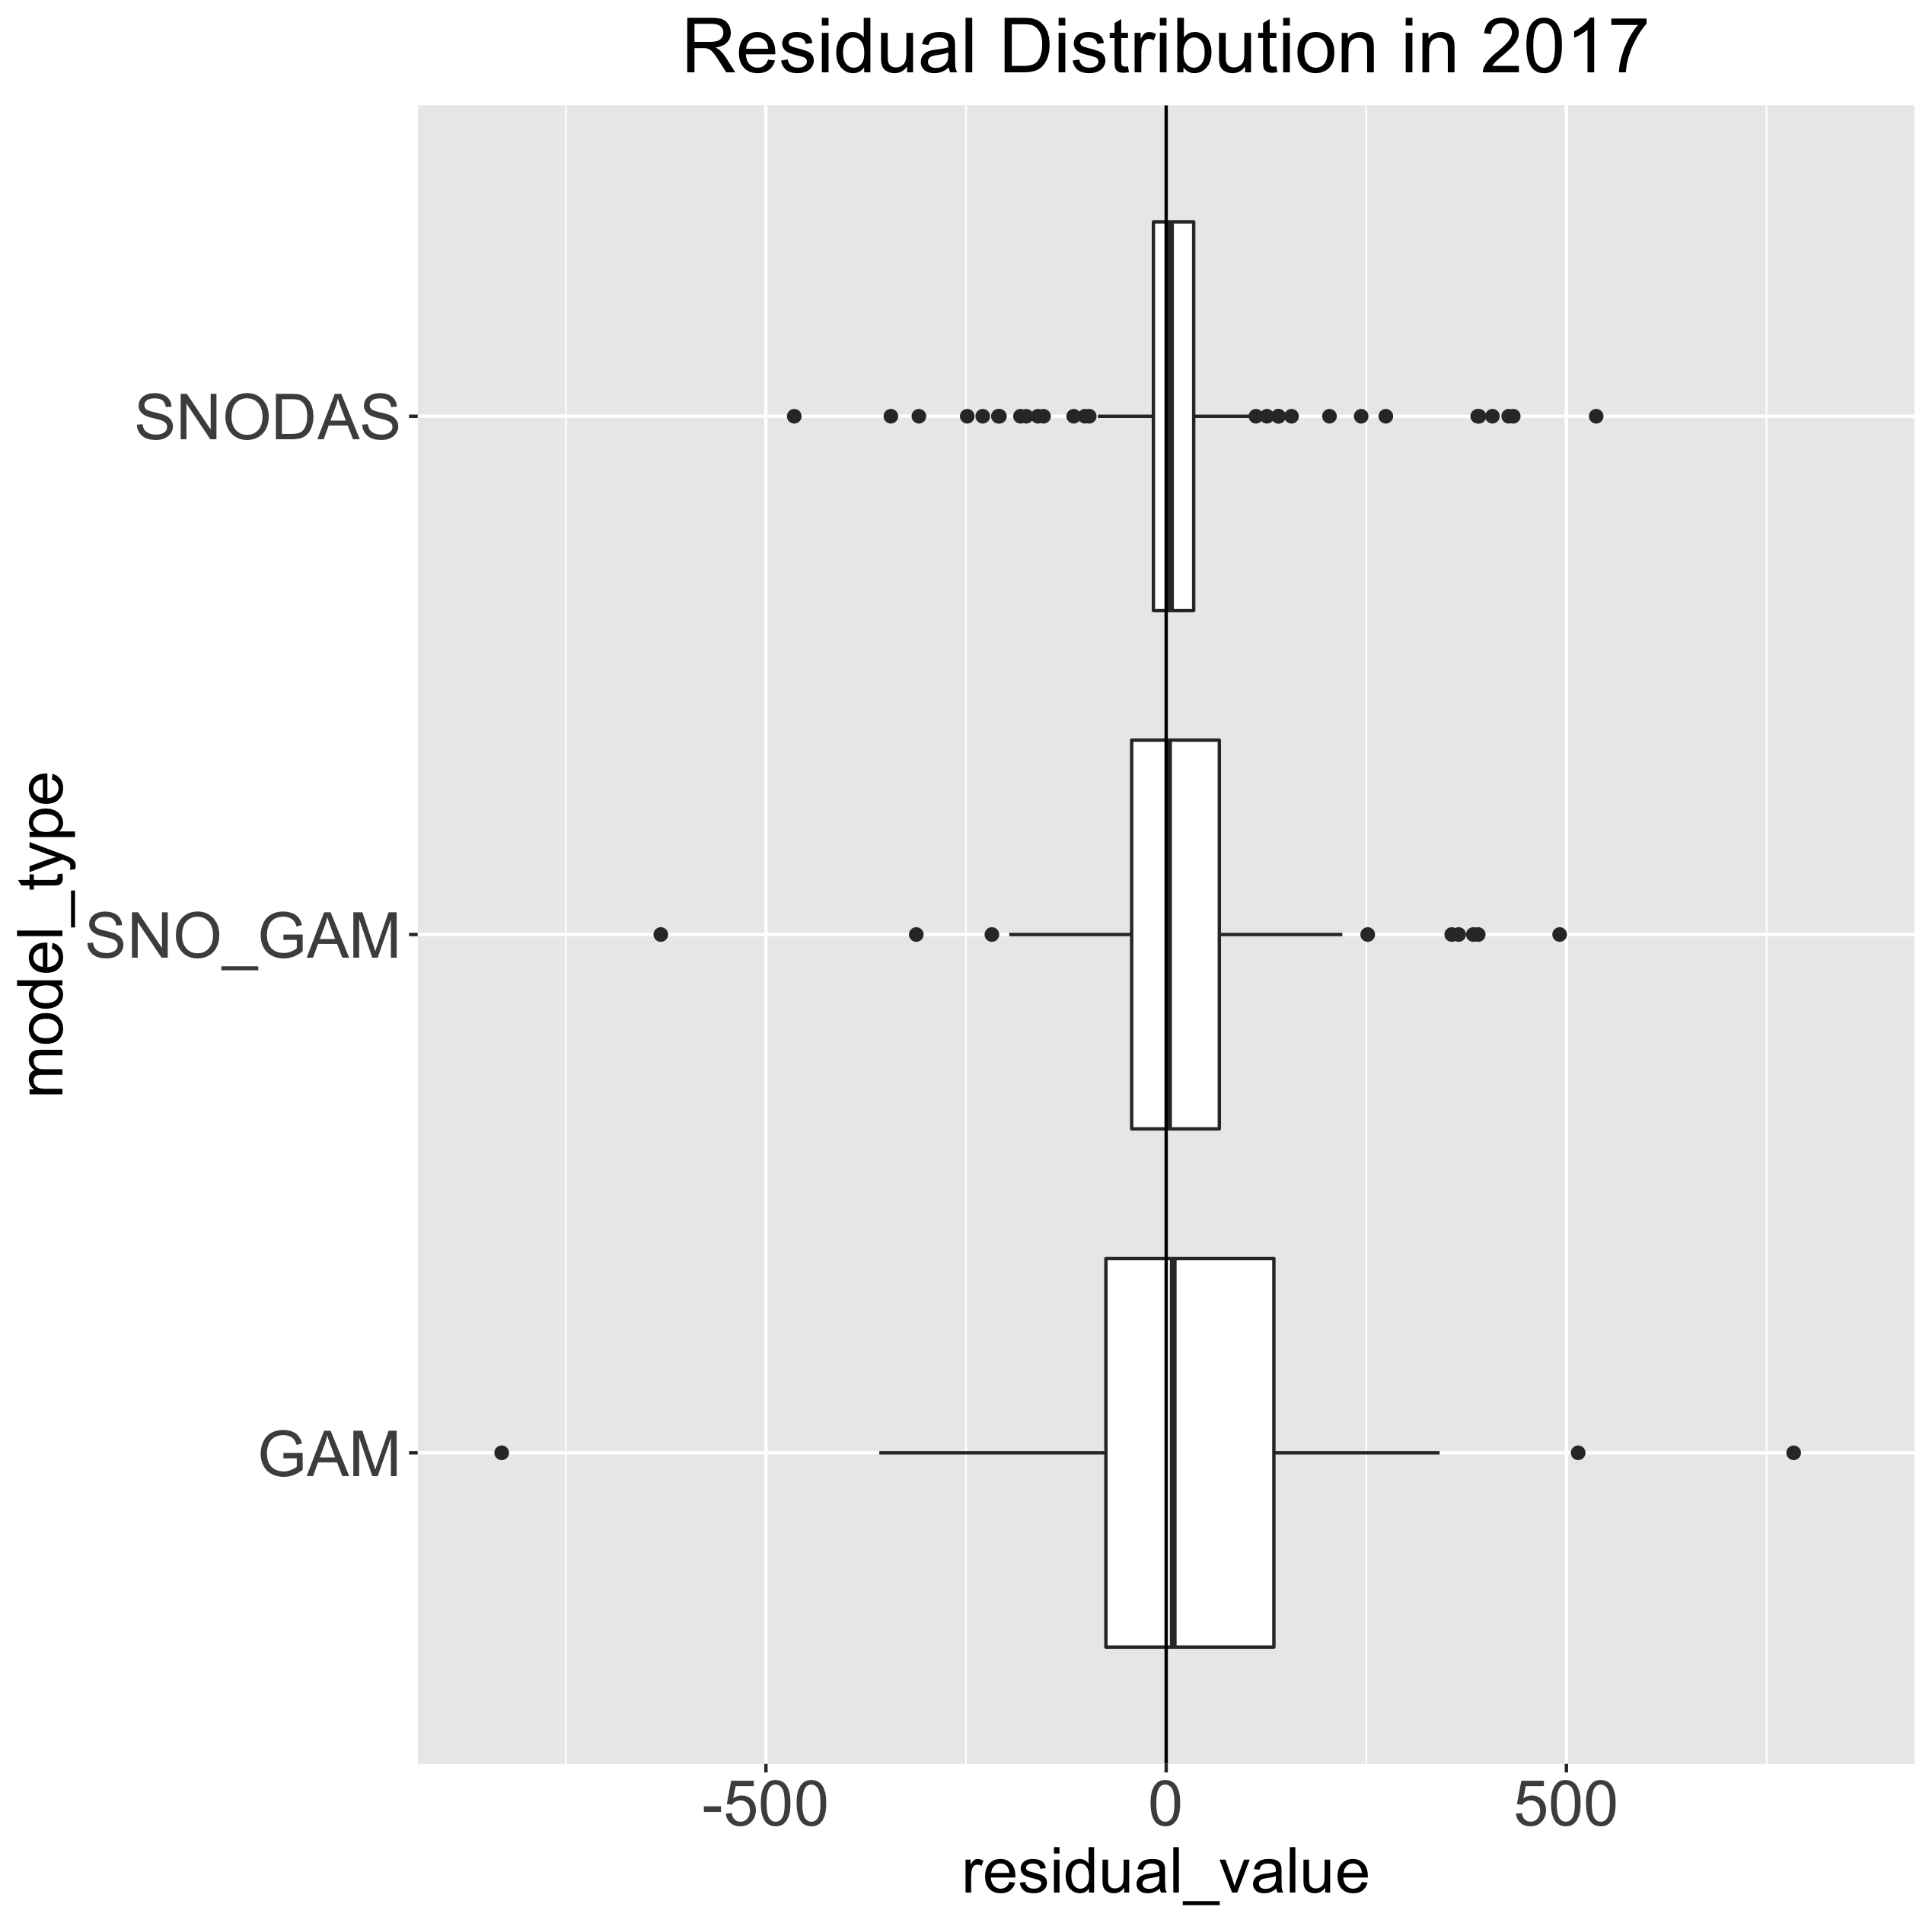 Residual Distribution in 2017
SNODAS
SNO_GAM
GAM
model_type
-500 0 500
residual_value